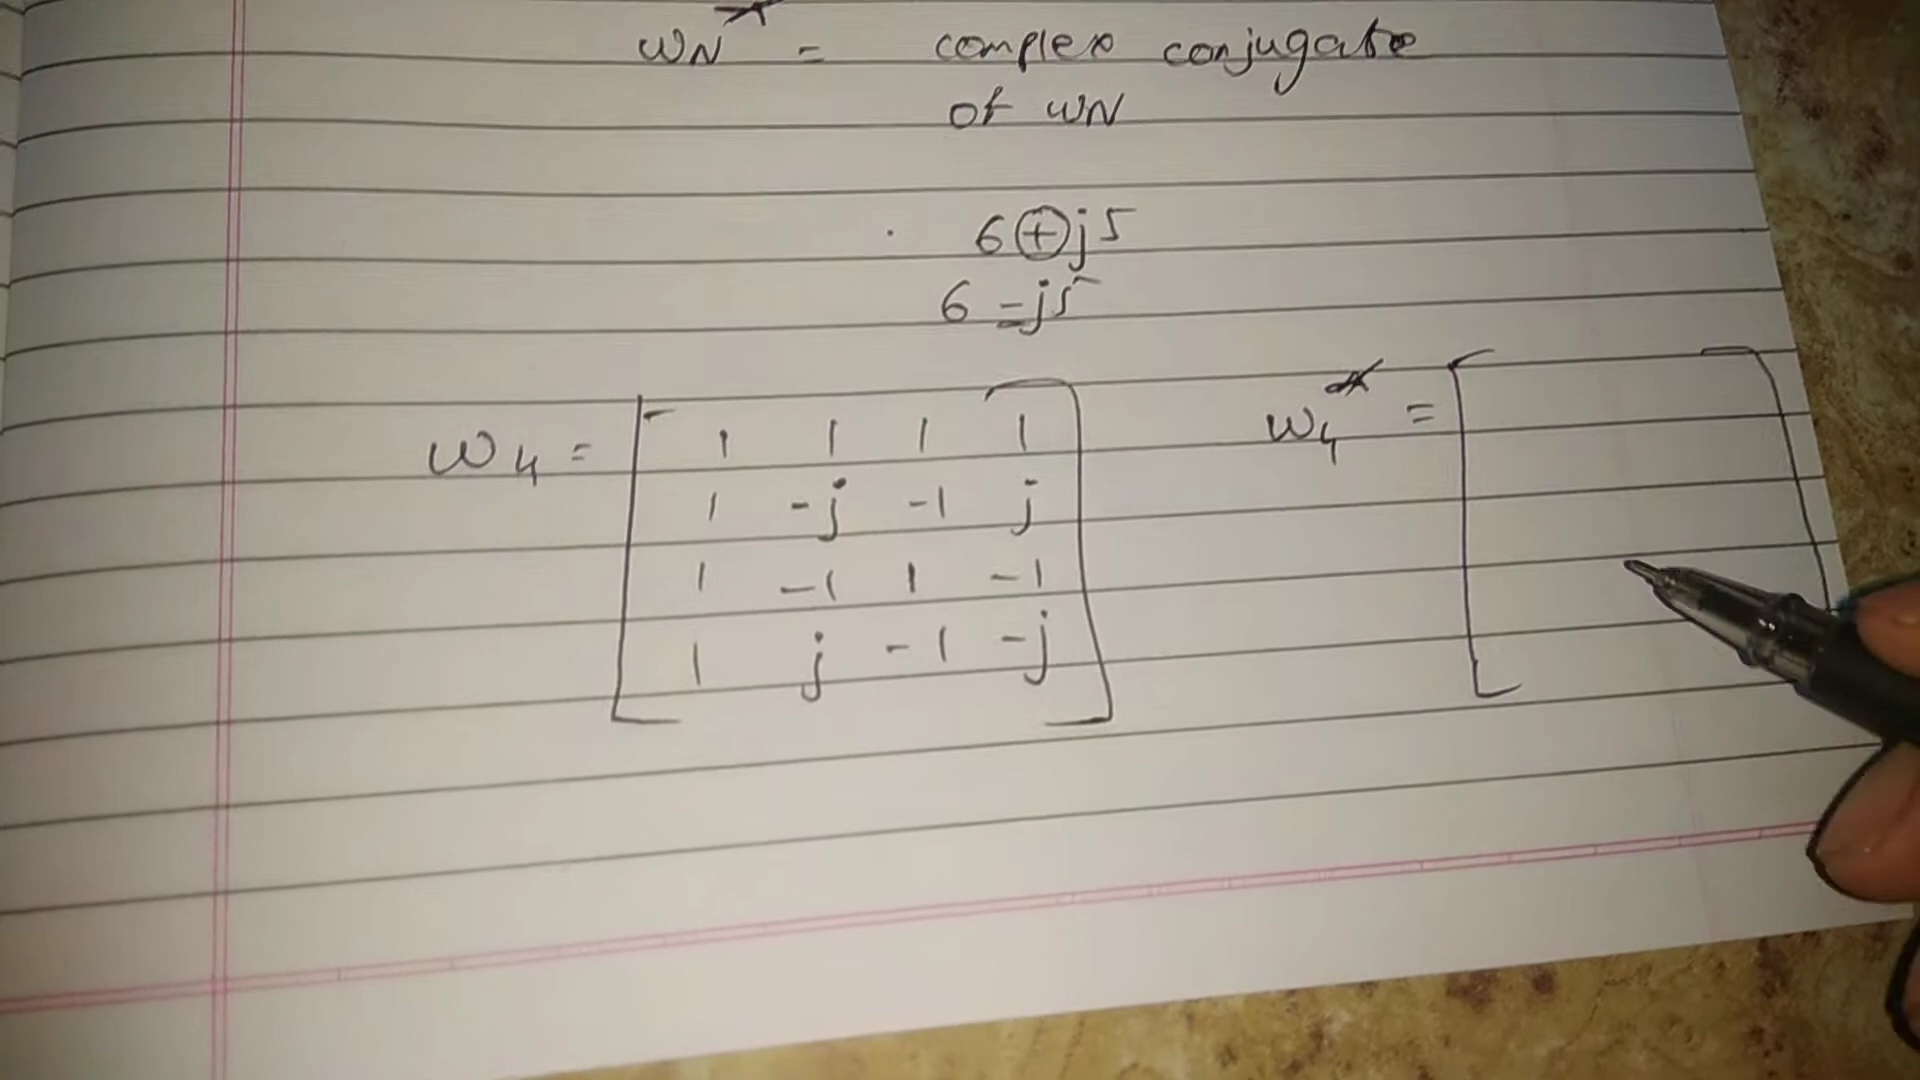 WN* = complex conjugate
of WN
6 + j5
6 - j5
W4 = [ 1 1 1 1 W4* = [ ]
1 -j -1 j
1 -1 1 -1
1 j -1 -j ]